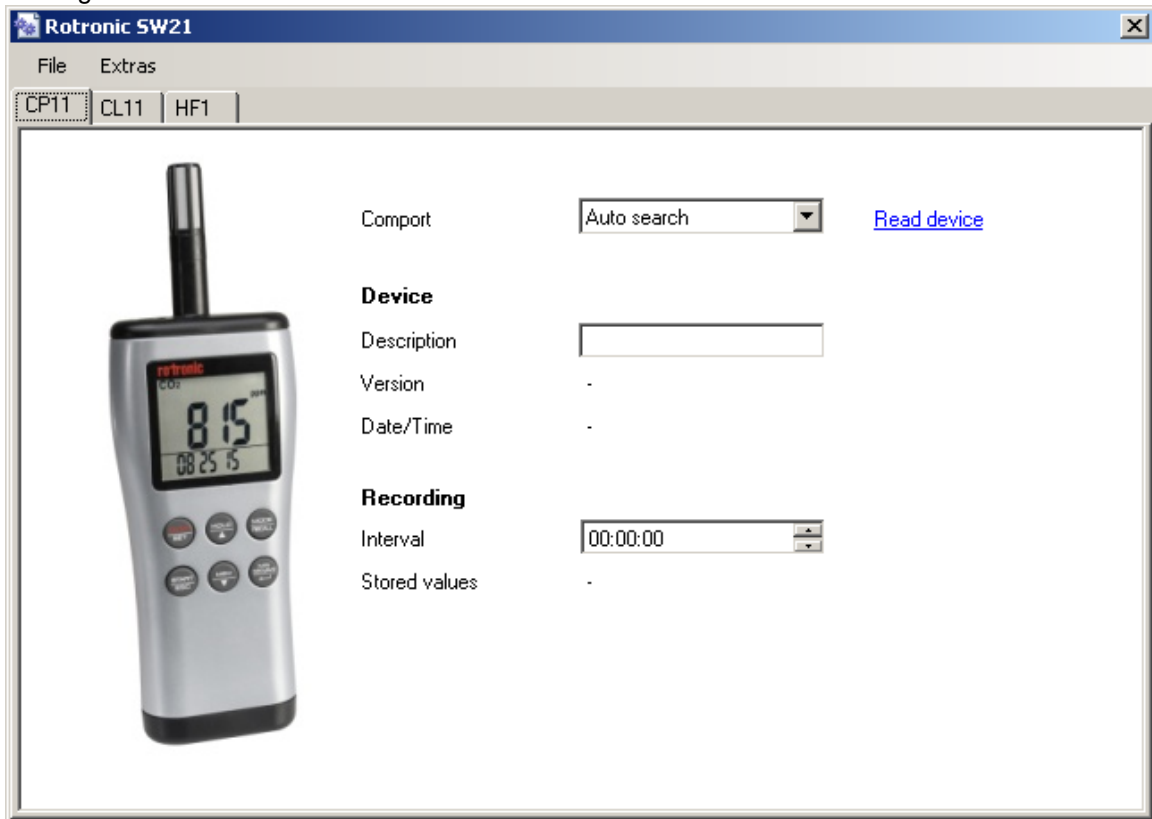 Rotronic SW21
File Extras
CP11 CL11 HF1
Comport Auto search Read device
Device
Description
Version -
Date/Time -
Recording
Interval 00:00:00
Stored values -
rotronic
CO2
ppm
815
08 25 15